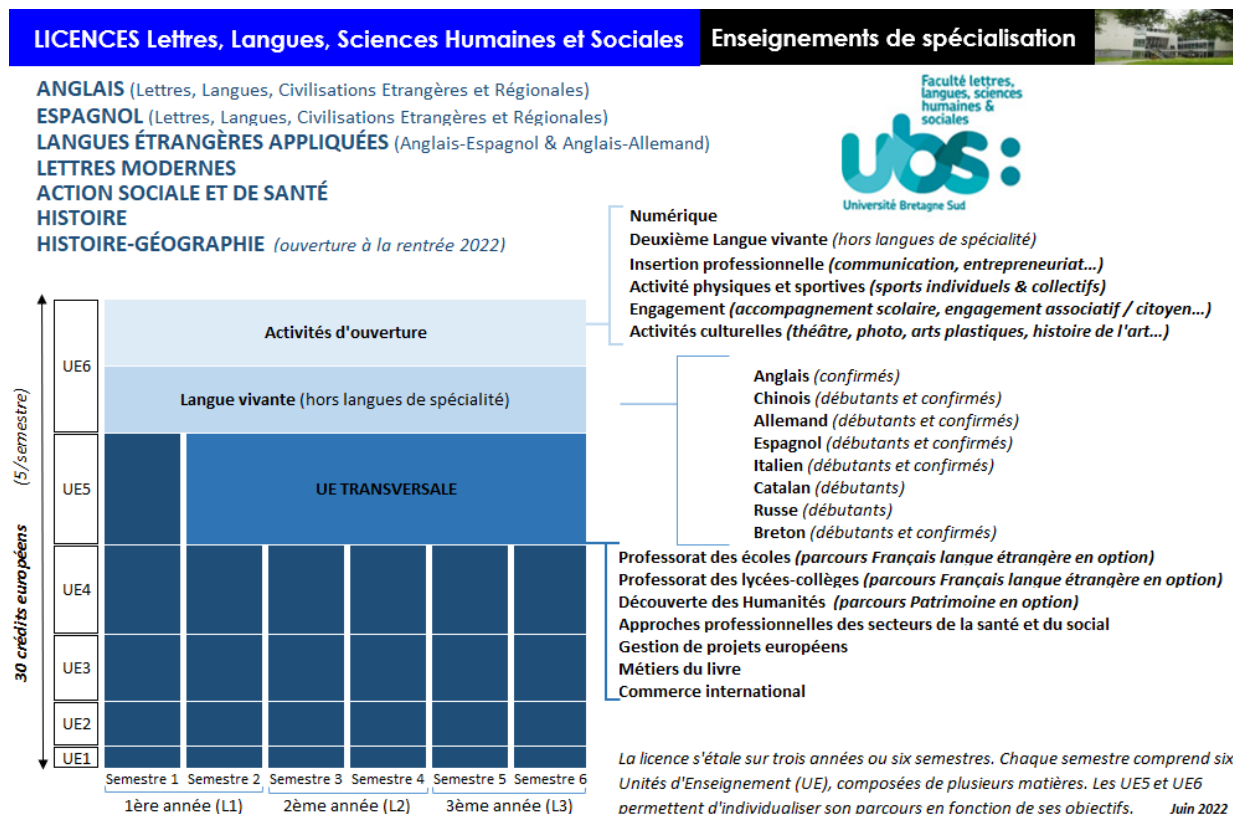 LICENCES Lettres, Langues, Sciences Humaines et Sociales
Enseignements de spécialisation
ANGLAIS (Lettres, Langues, Civilisations Etrangères et Régionales)
ESPAGNOL (Lettres, Langues, Civilisations Etrangères et Régionales)
LANGUES ÉTRANGÈRES APPLIQUÉES (Anglais-Espagnol & Anglais-Allemand)
LETTRES MODERNES
ACTION SOCIALE ET DE SANTÉ
HISTOIRE
HISTOIRE-GÉOGRAPHIE (ouverture à la rentrée 2022)
Faculté lettres,
langues, sciences
humaines &
sociales
ubs:
Université Bretagne Sud
Numérique
Deuxième Langue vivante (hors langues de spécialité)
Insertion professionnelle (communication, entrepreneuriat...)
Activité physiques et sportives (sports individuels & collectifs)
Engagement (accompagnement scolaire, engagement associatif / citoyen...)
Activités culturelles (théâtre, photo, arts plastiques, histoire de l'art...)
30 crédits européens (5/semestre)
UE6
Activités d'ouverture
Langue vivante (hors langues de spécialité)
Anglais (confirmés)
Chinois (débutants et confirmés)
Allemand (débutants et confirmés)
Espagnol (débutants et confirmés)
Italien (débutants et confirmés)
Catalan (débutants)
Russe (débutants)
Breton (débutants et confirmés)
UE5
UE TRANSVERSALE
Professorat des écoles (parcours Français langue étrangère en option)
Professorat des lycées-collèges (parcours Français langue étrangère en option)
Découverte des Humanités (parcours Patrimoine en option)
Approches professionnelles des secteurs de la santé et du social
Gestion de projets européens
Métiers du livre
Commerce international
UE4
UE3
UE2
UE1
Semestre 1 Semestre 2 Semestre 3 Semestre 4 Semestre 5 Semestre 6
1ère année (L1) 2ème année (L2) 3ème année (L3)
La licence s'étale sur trois années ou six semestres. Chaque semestre comprend six
Unités d'Enseignement (UE), composées de plusieurs matières. Les UE5 et UE6
permettent d'individualiser son parcours en fonction de ses objectifs. Juin 2022